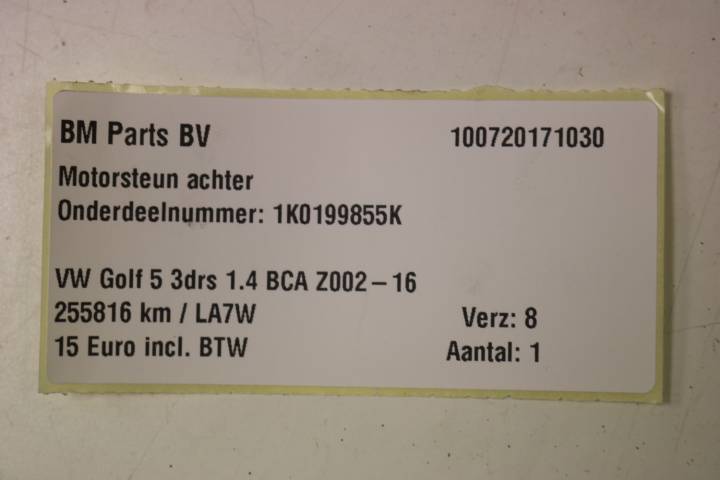 BM Parts BV 100720171030
Motorsteun achter
Onderdeelnummer: 1K0199855K
VW Golf 5 3drs 1.4 BCA Z002-16
255816 km / LA7W Verz: 8
15 Euro incl. BTW Aantal: 1